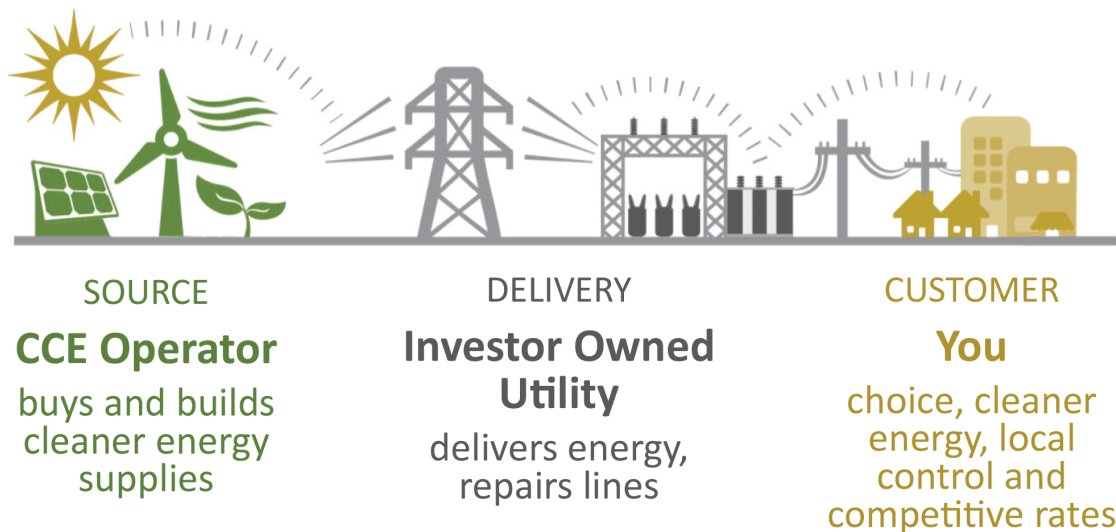 SOURCE
CCE Operator
buys and builds
cleaner energy
supplies
DELIVERY
Investor Owned
Utility
delivers energy,
repairs lines
CUSTOMER
You
choice, cleaner
energy, local
control and
competitive rates